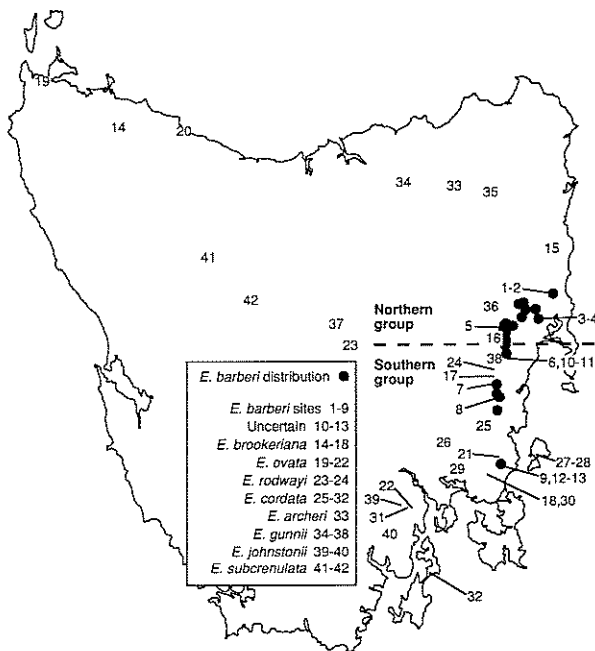 19
14
20
34
33
35
15
41
1-2
42
36
3-4
Northern group
5
37
16
23
38
6,10-11
Southern group
24
17
7
8
25
26
21
27-28
29
9,12-13
22
18,30
39
31
40
32
E. barberi distribution
E. barberi sites 1-9
Uncertain 10-13
E. brookeriana 14-18
E. ovata 19-22
E. rodwayi 23-24
E. cordata 25-32
E. archeri 33
E. gunnii 34-38
E. johnstonii 39-40
E. subcrenulata 41-42